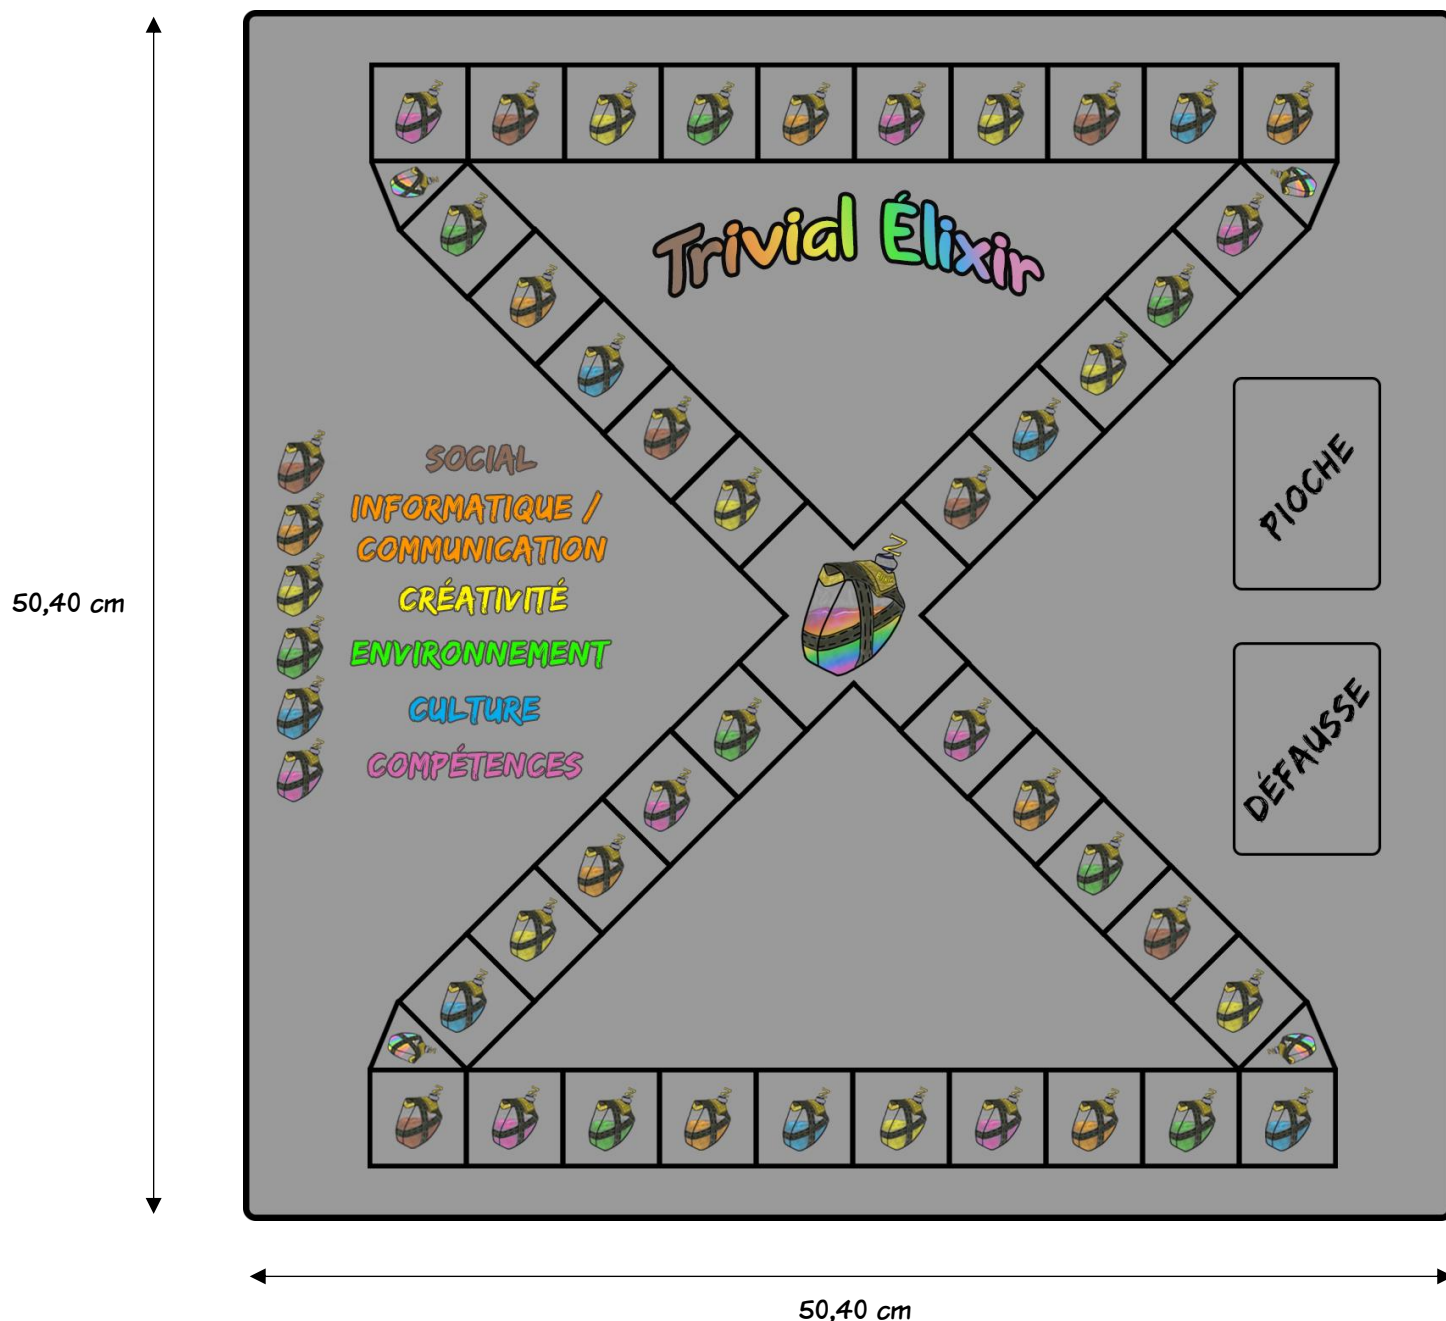 Trivial Élixir
SOCIAL
INFORMATIQUE /
COMMUNICATION
CRÉATIVITÉ
ENVIRONNEMENT
CULTURE
COMPÉTENCES
PIOCHE
DÉFAUSSE
50,40 cm
50,40 cm